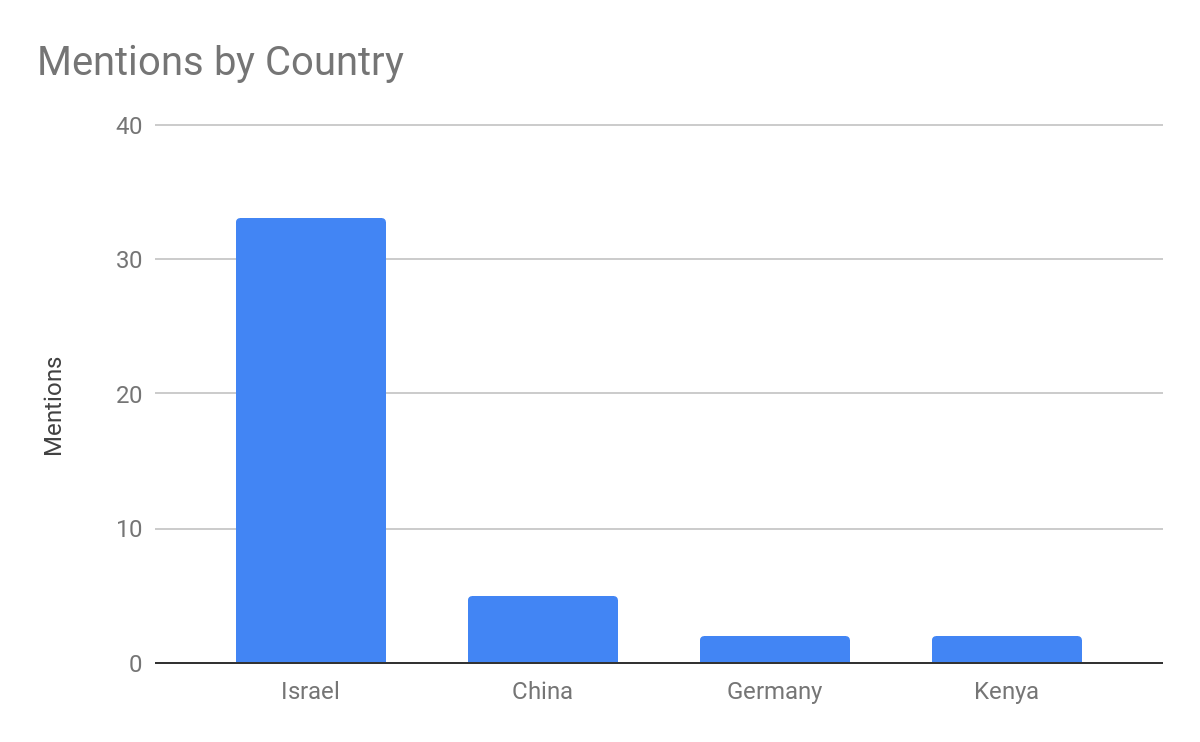 Mentions by Country
40
30
20
10
0
Mentions
Israel
China
Germany
Kenya